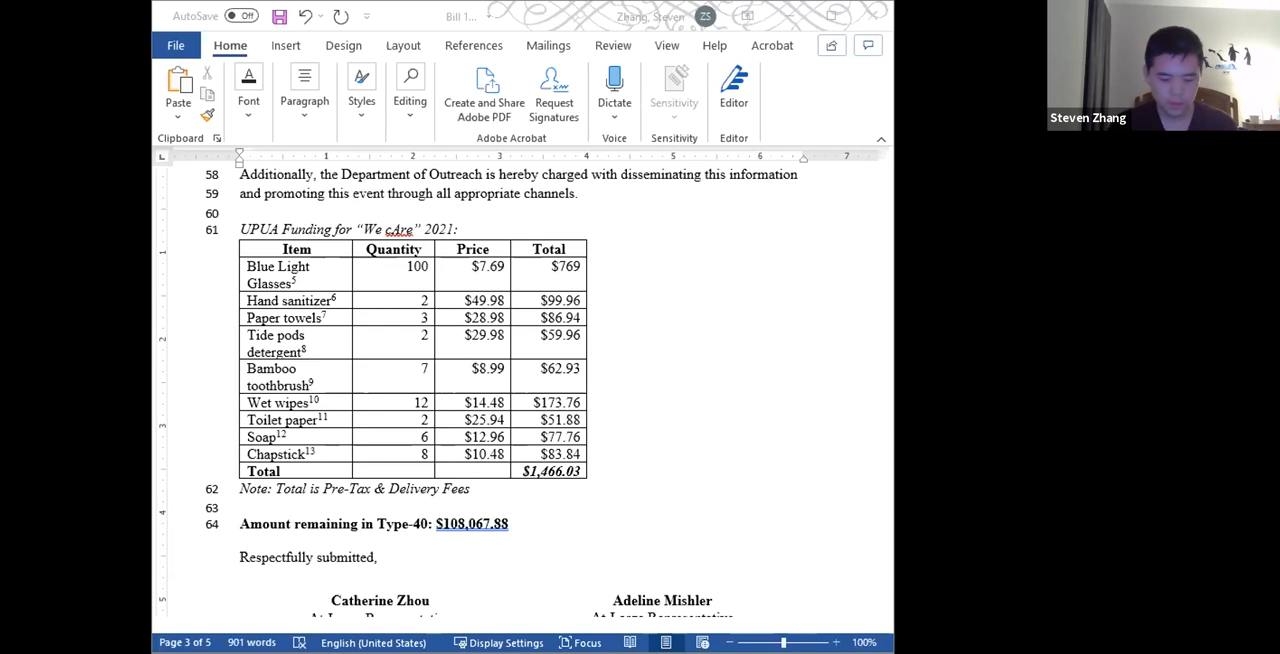 AutoSave Off Bill 1... Zhang, Steven ZS
File Home Insert Design Layout References Mailings Review View Help Acrobat
Paste Font Paragraph Styles Editing Create and Share Adobe PDF Request Signatures Dictate Sensitivity Editor
Clipboard Adobe Acrobat Voice Sensitivity Editor
Steven Zhang
L 1 2 3 4 5 6 7
58 Additionally, the Department of Outreach is hereby charged with disseminating this information
59 and promoting this event through all appropriate channels.
60
61 UPUA Funding for “We cAre” 2021:
Item Quantity Price Total
Blue Light Glasses5 100 $7.69 $769
Hand sanitizer6 2 $49.98 $99.96
Paper towels7 3 $28.98 $86.94
Tide pods detergent8 2 $29.98 $59.96
Bamboo toothbrush9 7 $8.99 $62.93
Wet wipes10 12 $14.48 $173.76
Toilet paper11 2 $25.94 $51.88
Soap12 6 $12.96 $77.76
Chapstick13 8 $10.48 $83.84
Total $1,466.03
62 Note: Total is Pre-Tax & Delivery Fees
63
64 Amount remaining in Type-40: $108,067.88
Respectfully submitted,
Catherine Zhou Adeline Mishler
Page 3 of 5 901 words English (United States) Display Settings Focus 100%